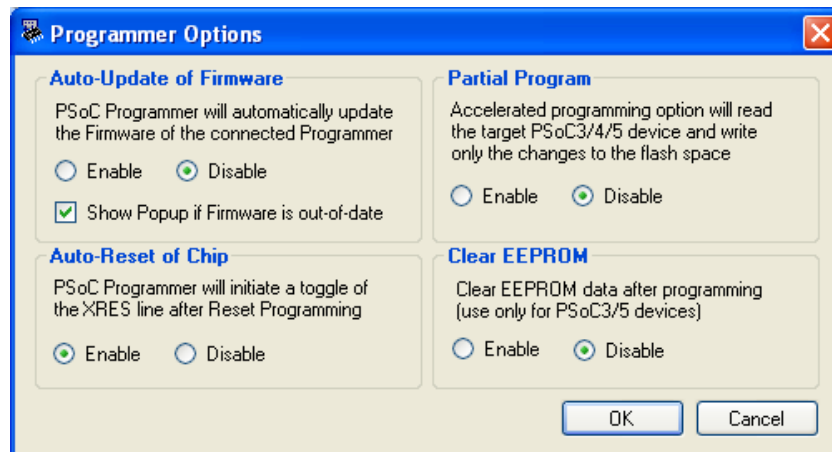 Programmer Options
Auto-Update of Firmware
PSoC Programmer will automatically update
the Firmware of the connected Programmer
Enable Disable
Show Popup if Firmware is out-of-date
Partial Program
Accelerated programming option will read
the target PSoC3/4/5 device and write
only the changes to the flash space
Enable Disable
Auto-Reset of Chip
PSoC Programmer will initiate a toggle of
the XRES line after Reset Programming
Enable Disable
Clear EEPROM
Clear EEPROM data after programming
(use only for PSoC3/5 devices)
Enable Disable
OK Cancel